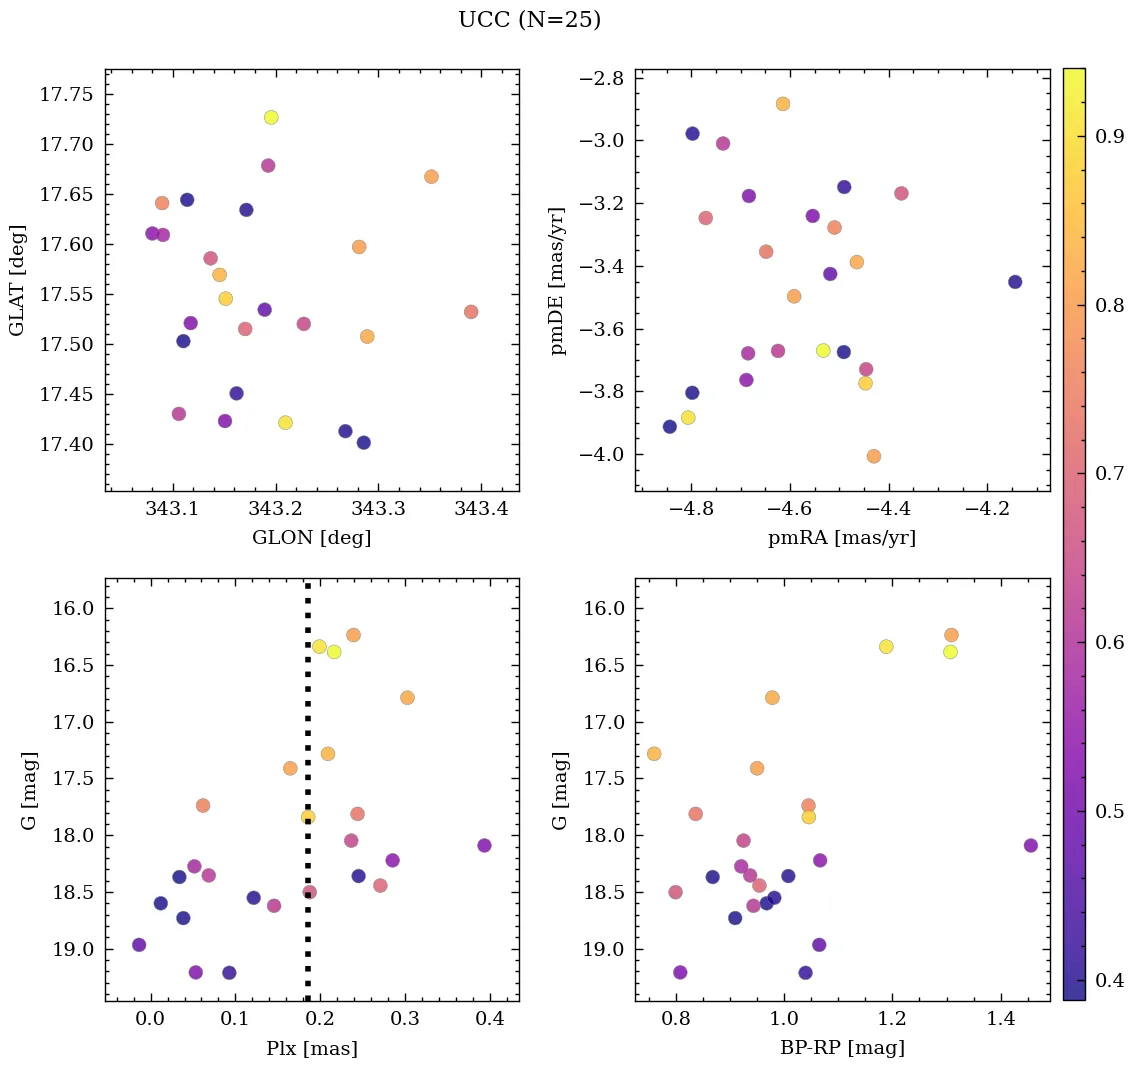 UCC (N=25)
17.75
17.70
17.65
17.60
17.55
17.50
17.45
17.40
GLAT [deg]
343.1 343.2 343.3 343.4
GLON [deg]
−2.8
−3.0
−3.2
−3.4
−3.6
−3.8
−4.0
pmDE [mas/yr]
−4.8 −4.6 −4.4 −4.2
pmRA [mas/yr]
16.0
16.5
17.0
17.5
18.0
18.5
19.0
G [mag]
0.0 0.1 0.2 0.3 0.4
Plx [mas]
16.0
16.5
17.0
17.5
18.0
18.5
19.0
G [mag]
0.8 1.0 1.2 1.4
BP-RP [mag]
0.9
0.8
0.7
0.6
0.5
0.4